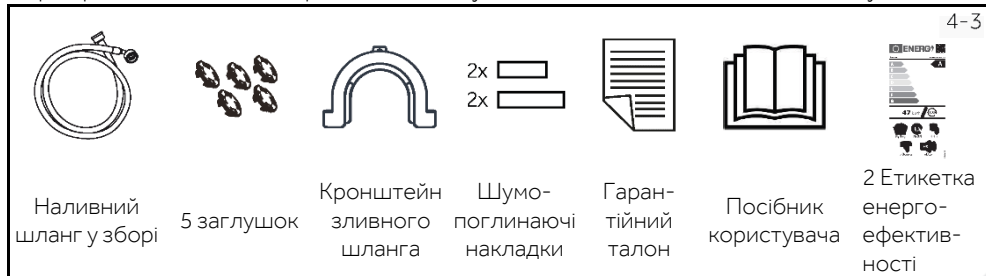 4-3
2x
2x
ENERG
A
47
Наливний
шланг у зборі
5 заглушок
Кронштейн
зливного
шланга
Шумо-
поглинаючі
накладки
Гаран-
тійний
талон
Посібник
користувача
2 Етикетка
енерго-
ефектив-
ності